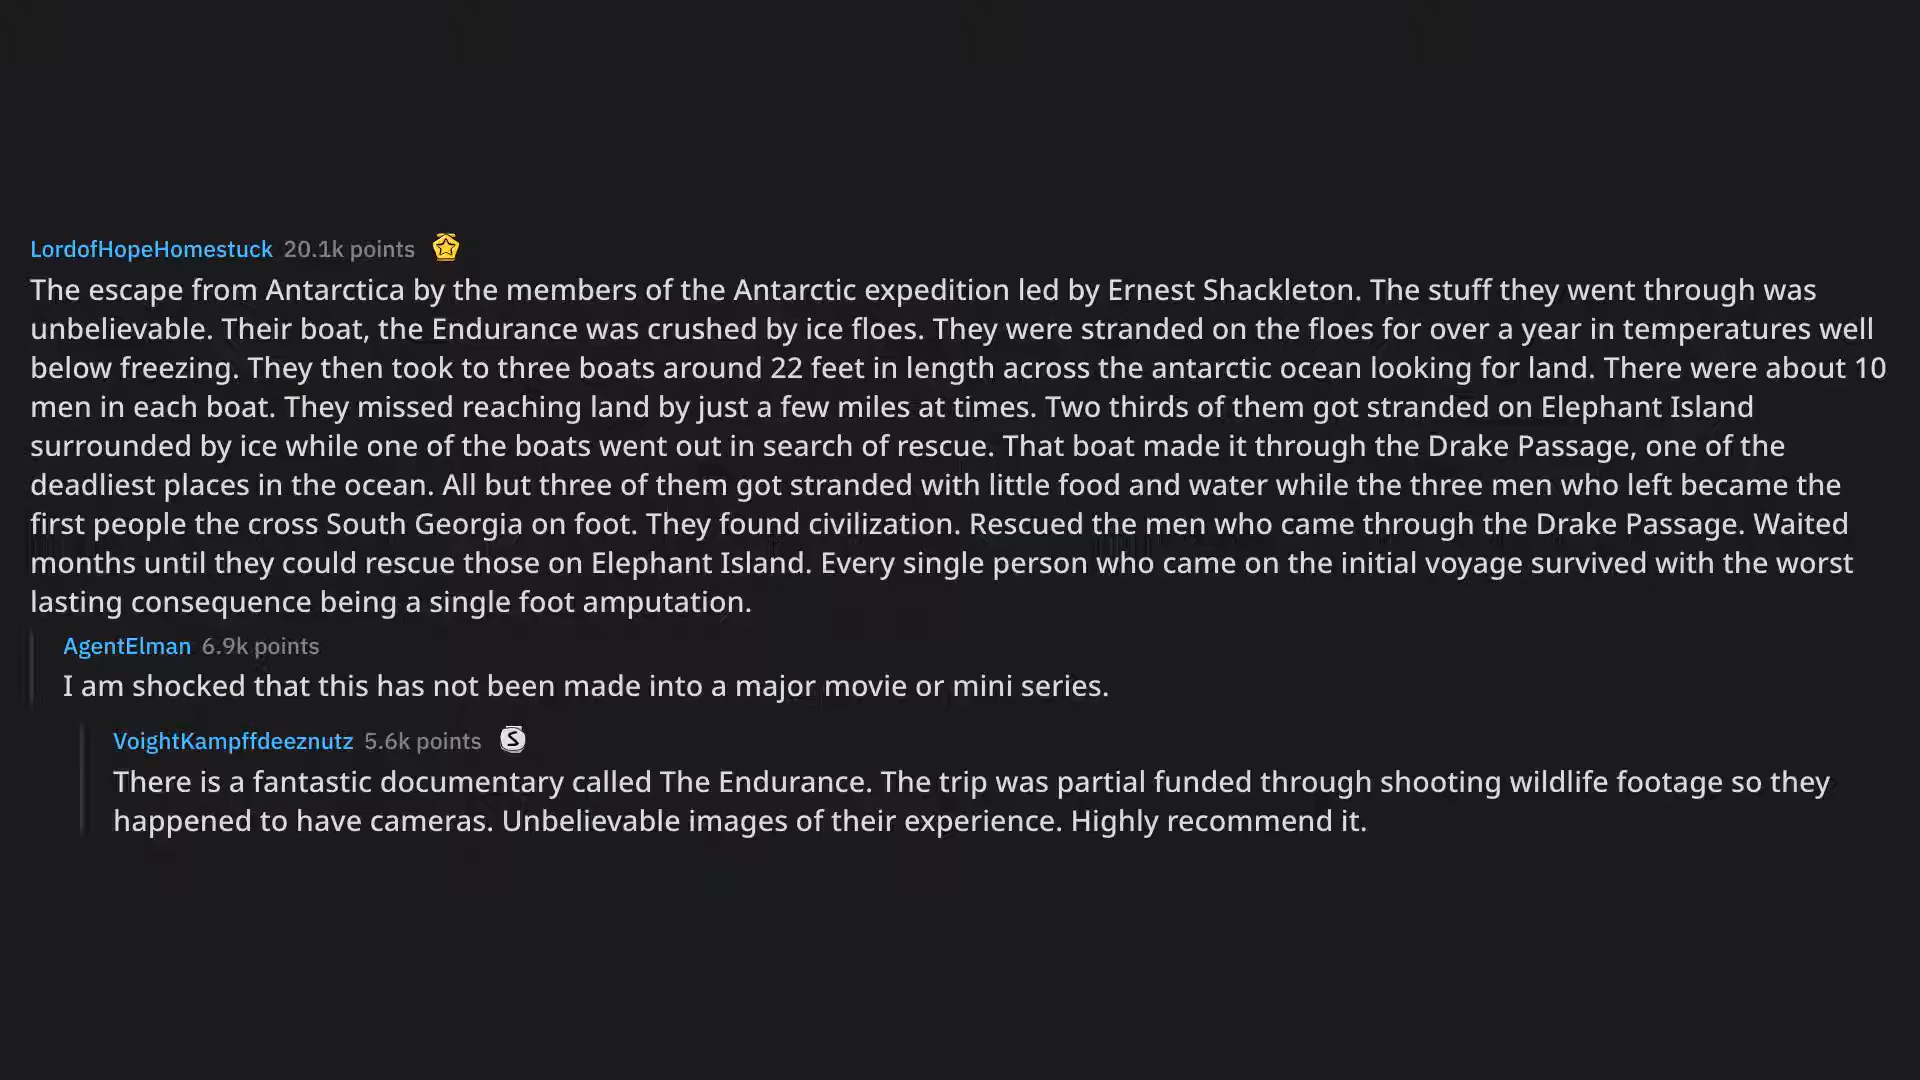 LordofHopeHomestuck 20.1k points
The escape from Antarctica by the members of the Antarctic expedition led by Ernest Shackleton. The stuff they went through was
unbelievable. Their boat, the Endurance was crushed by ice floes. They were stranded on the floes for over a year in temperatures well
below freezing. They then took to three boats around 22 feet in length across the antarctic ocean looking for land. There were about 10
men in each boat. They missed reaching land by just a few miles at times. Two thirds of them got stranded on Elephant Island
surrounded by ice while one of the boats went out in search of rescue. That boat made it through the Drake Passage, one of the
deadliest places in the ocean. All but three of them got stranded with little food and water while the three men who left became the
first people the cross South Georgia on foot. They found civilization. Rescued the men who came through the Drake Passage. Waited
months until they could rescue those on Elephant Island. Every single person who came on the initial voyage survived with the worst
lasting consequence being a single foot amputation.
AgentElman 6.9k points
I am shocked that this has not been made into a major movie or mini series.
VoightKampffdeeznutz 5.6k points S
There is a fantastic documentary called The Endurance. The trip was partial funded through shooting wildlife footage so they
happened to have cameras. Unbelievable images of their experience. Highly recommend it.